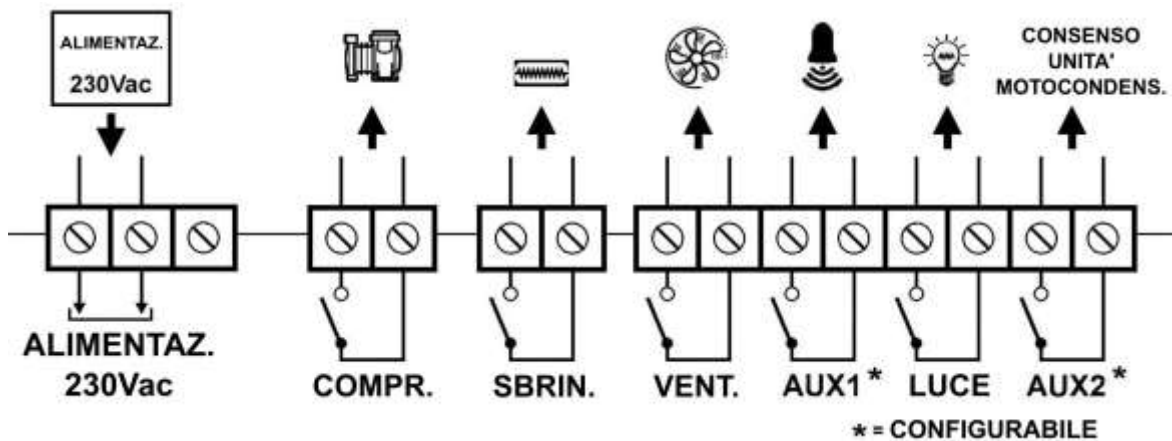 ALIMENTAZ.
230Vac
CONSENSO
UNITA'
MOTOCONDENS.
ALIMENTAZ.
230Vac
COMPR.
SBRIN.
VENT.
AUX1 *
LUCE
AUX2 *
* = CONFIGURABILE